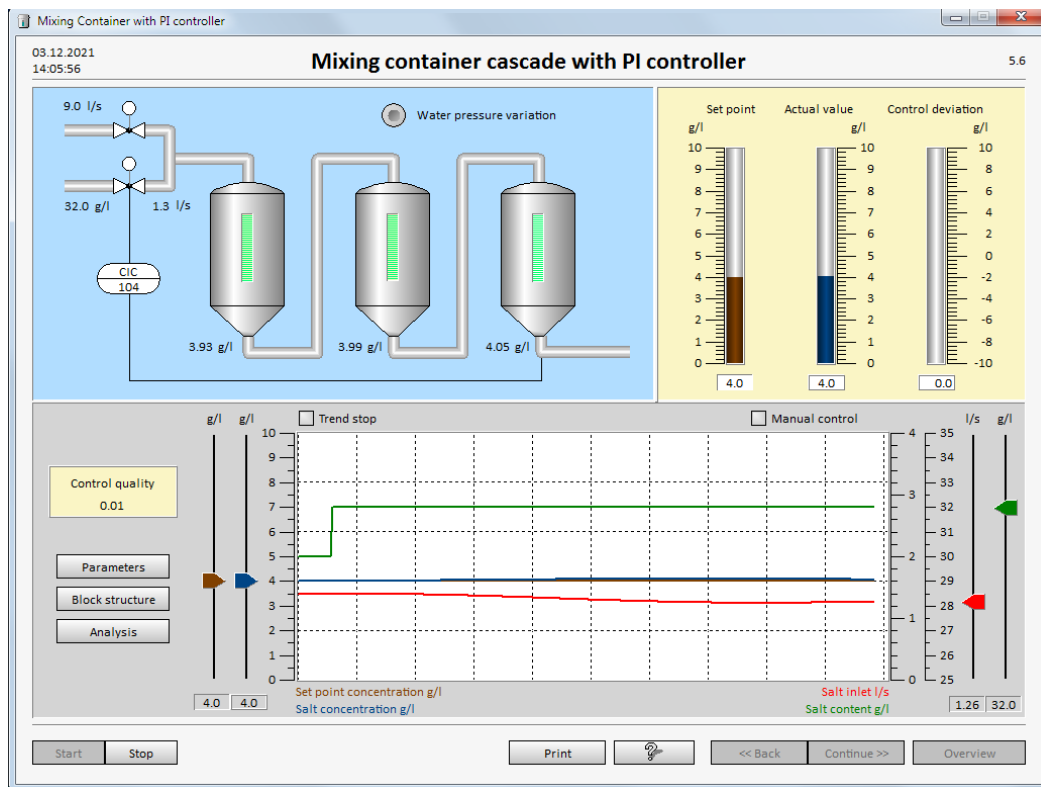 Mixing Container with PI controller
03.12.2021
14:05:56
Mixing container cascade with PI controller
5.6
9.0 l/s
Water pressure variation
32.0 g/l
1.3 l/s
CIC
104
3.93 g/l
3.99 g/l
4.05 g/l
Set point
Actual value
Control deviation
g/l
g/l
g/l
10
9
8
7
6
5
4
3
2
1
0
10
9
8
7
6
5
4
3
2
1
0
10
8
6
4
2
0
-2
-4
-6
-8
-10
4.0
4.0
0.0
g/l
g/l
Trend stop
Manual control
l/s
g/l
Control quality
0.01
Parameters
Block structure
Analysis
10
9
8
7
6
5
4
3
2
1
0
4
3
2
1
0
35
34
33
33
32
31
30
29
28
27
26
25
4.0
4.0
Set point concentration g/l
Salt concentration g/l
Salt inlet l/s
Salt content g/l
1.26
32.0
Start
Stop
Print
?
<< Back
Continue >>
Overview